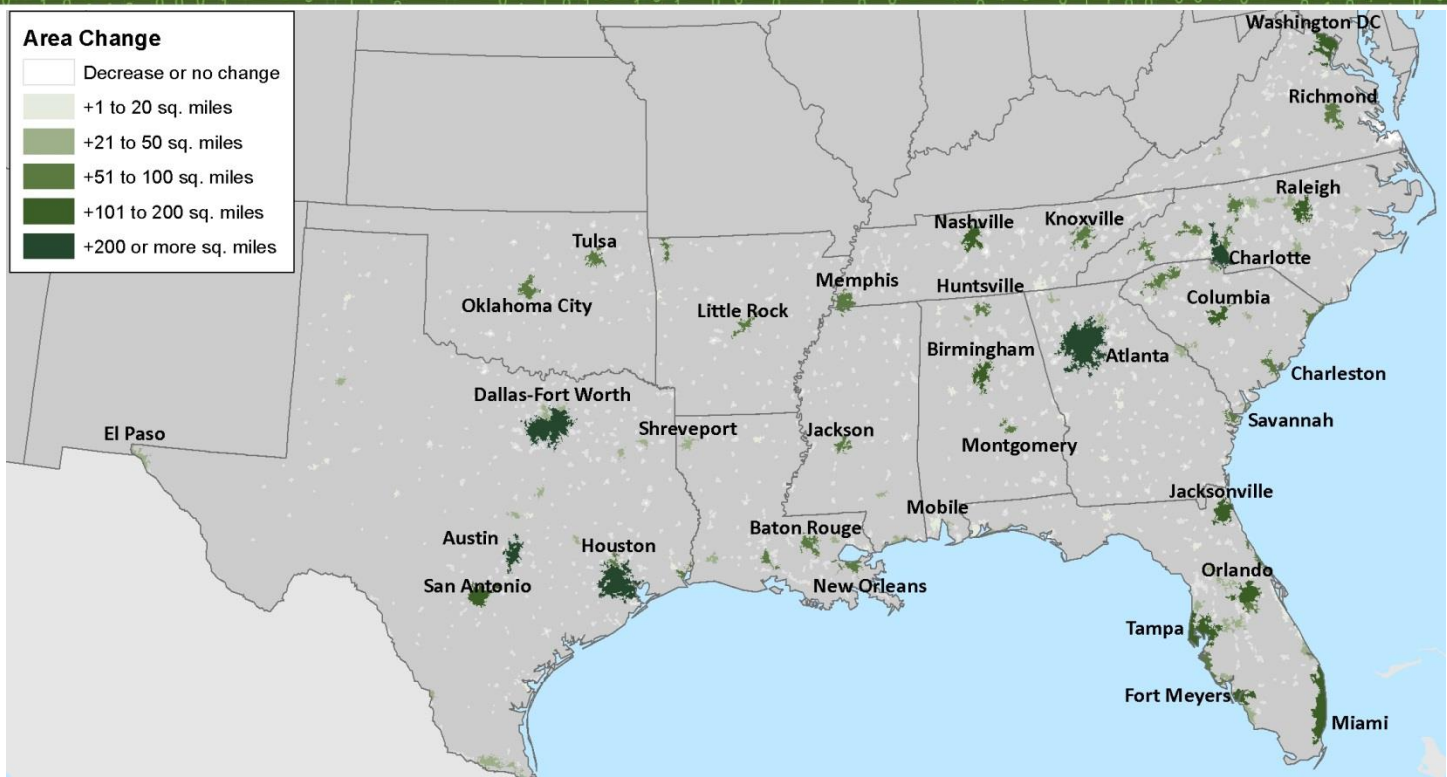 Area Change
Decrease or no change
+1 to 20 sq. miles
+21 to 50 sq. miles
+51 to 100 sq. miles
+101 to 200 sq. miles
+200 or more sq. miles
Washington DC
Richmond
Raleigh
Nashville
Knoxville
Tulsa
Charlotte
Memphis
Huntsville
Columbia
Oklahoma City
Little Rock
Birmingham
Atlanta
Charleston
Dallas-Fort Worth
Savannah
El Paso
Shreveport
Jackson
Montgomery
Jacksonville
Mobile
Baton Rouge
Austin
Houston
Orlando
San Antonio
New Orleans
Tampa
Fort Meyers
Miami